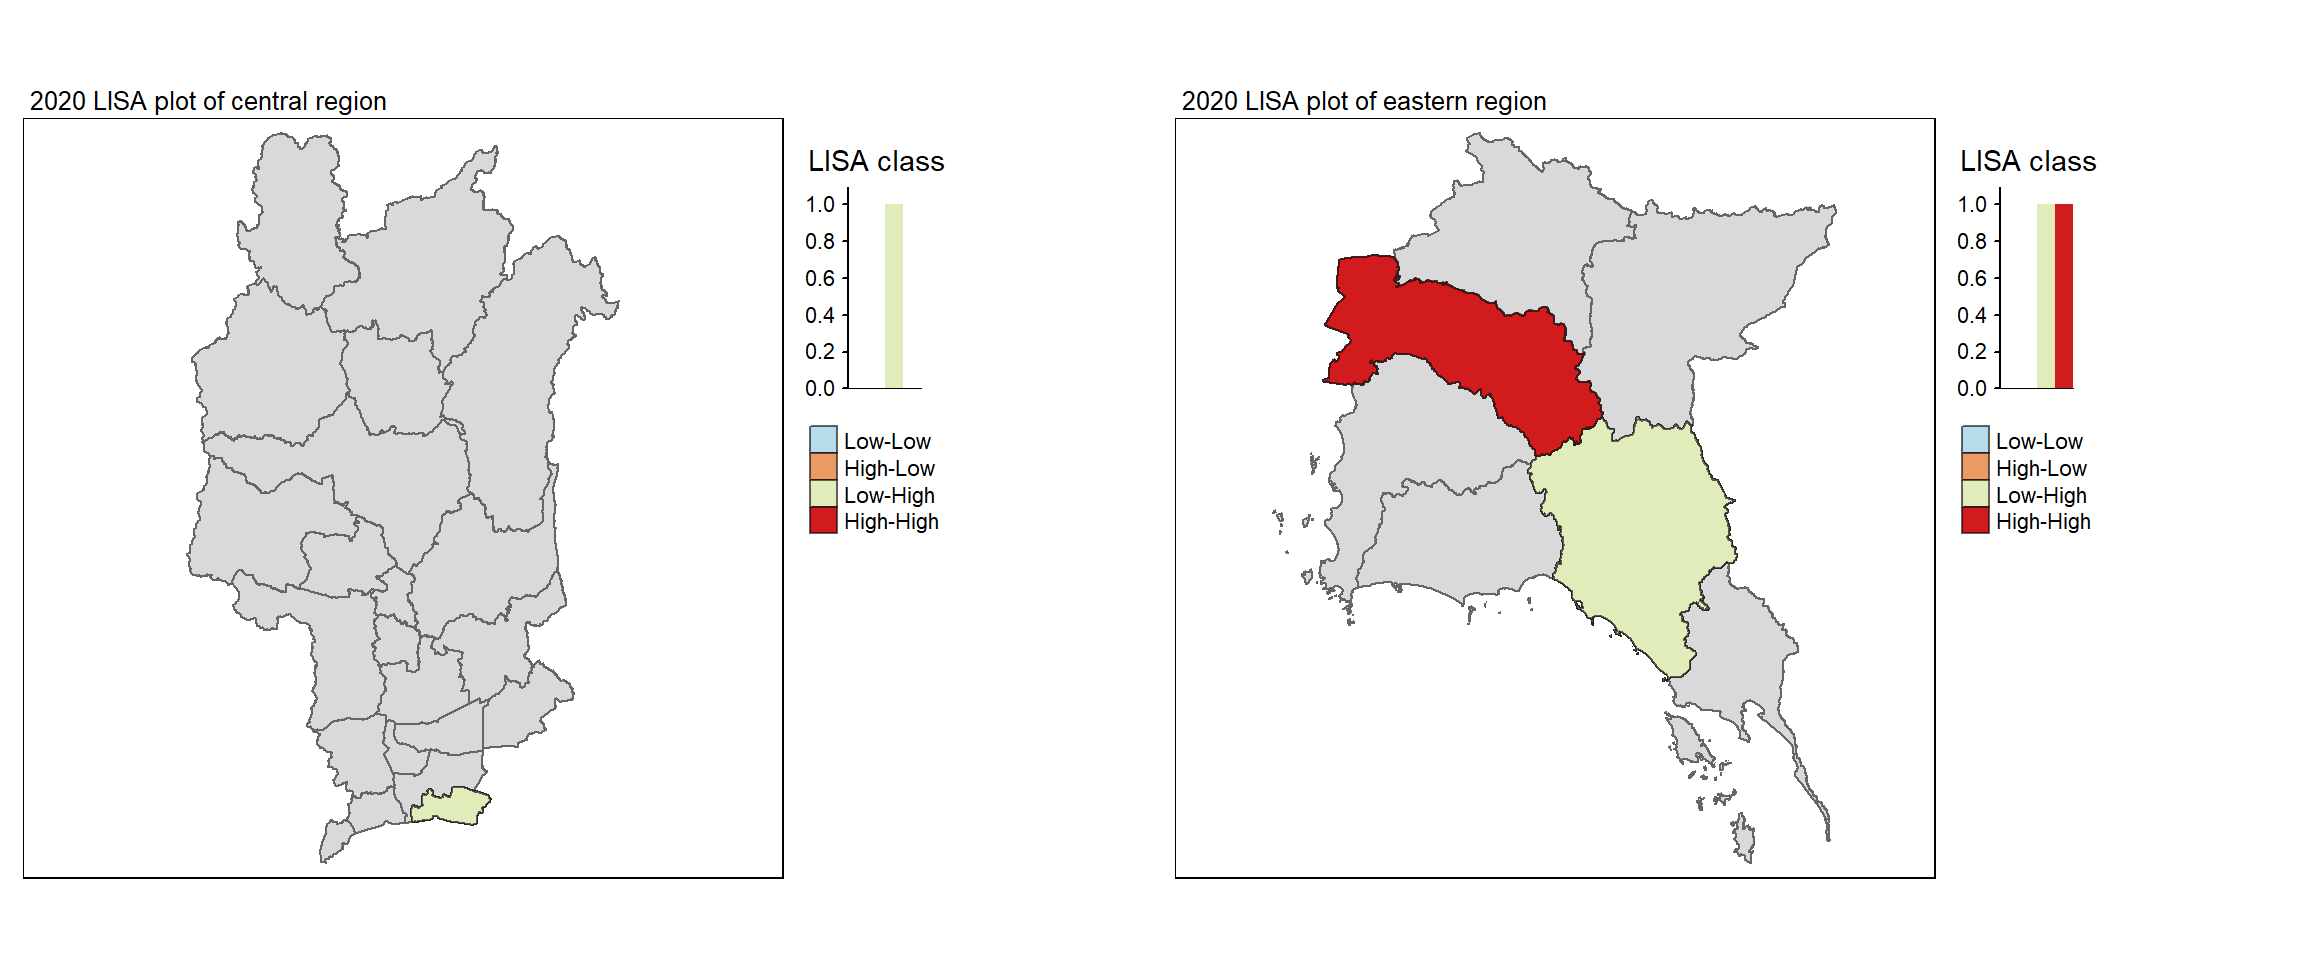 2020 LISA plot of central region
LISA class
1.0
0.8
0.6
0.4
0.2
0.0
Low-Low
High-Low
Low-High
High-High
2020 LISA plot of eastern region
LISA class
1.0
0.8
0.6
0.4
0.2
0.0
Low-Low
High-Low
Low-High
High-High